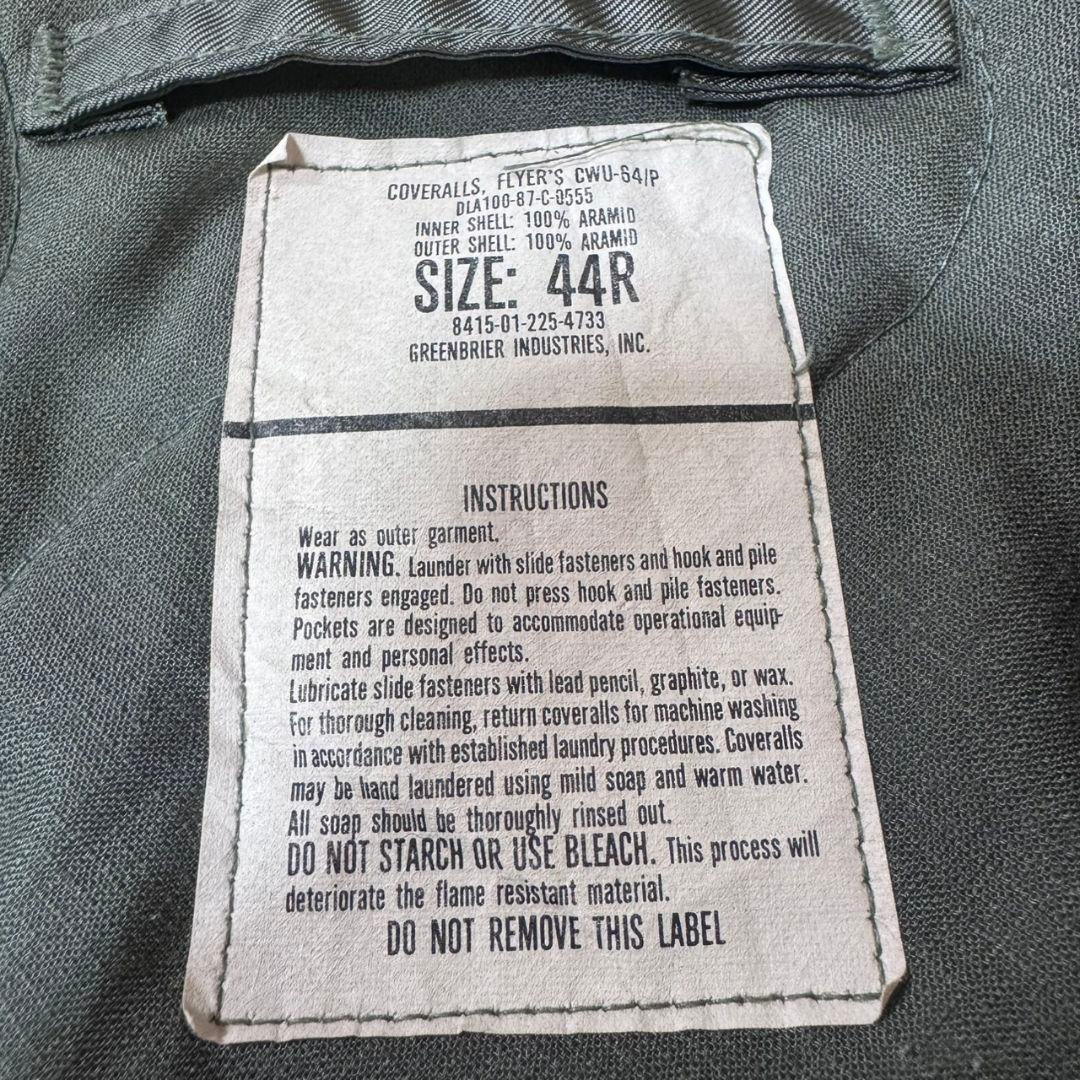 COVERALLS, FLYER'S CWU-64/P
DLA100-87-C-0555
INNER SHELL: 100% ARAMID
OUTER SHELL: 100% ARAMID
SIZE: 44R
8415-01-225-4733
GREENBRIER INDUSTRIES, INC.
INSTRUCTIONS
Wear as outer garment.
WARNING. Launder with slide fasteners and hook and pile
fasteners engaged. Do not press hook and pile fasteners.
Pockets are designed to accommodate operational equip-
ment and personal effects.
Lubricate slide fasteners with lead pencil, graphite, or wax.
For thorough cleaning, return coveralls for machine washing
in accordance with established laundry procedures. Coveralls
may be hand laundered using mild soap and warm water.
All soap should be thoroughly rinsed out.
DO NOT STARCH OR USE BLEACH. This process will
deteriorate the flame resistant material.
DO NOT REMOVE THIS LABEL